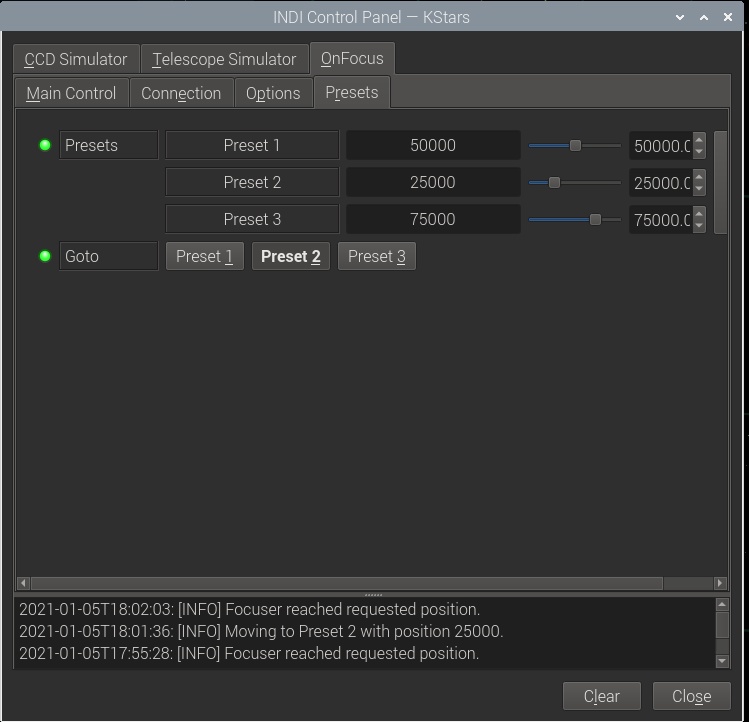 INDI Control Panel — KStars
CCD Simulator Telescope Simulator OnFocus
Main Control Connection Options Presets
Presets Preset 1 50000 50000.0
Preset 2 25000 25000.0
Preset 3 75000 75000.0
Goto Preset 1 Preset 2 Preset 3
2021-01-05T18:02:03: [INFO] Focuser reached requested position.
2021-01-05T18:01:36: [INFO] Moving to Preset 2 with position 25000.
2021-01-05T17:55:28: [INFO] Focuser reached requested position.
Clear Close